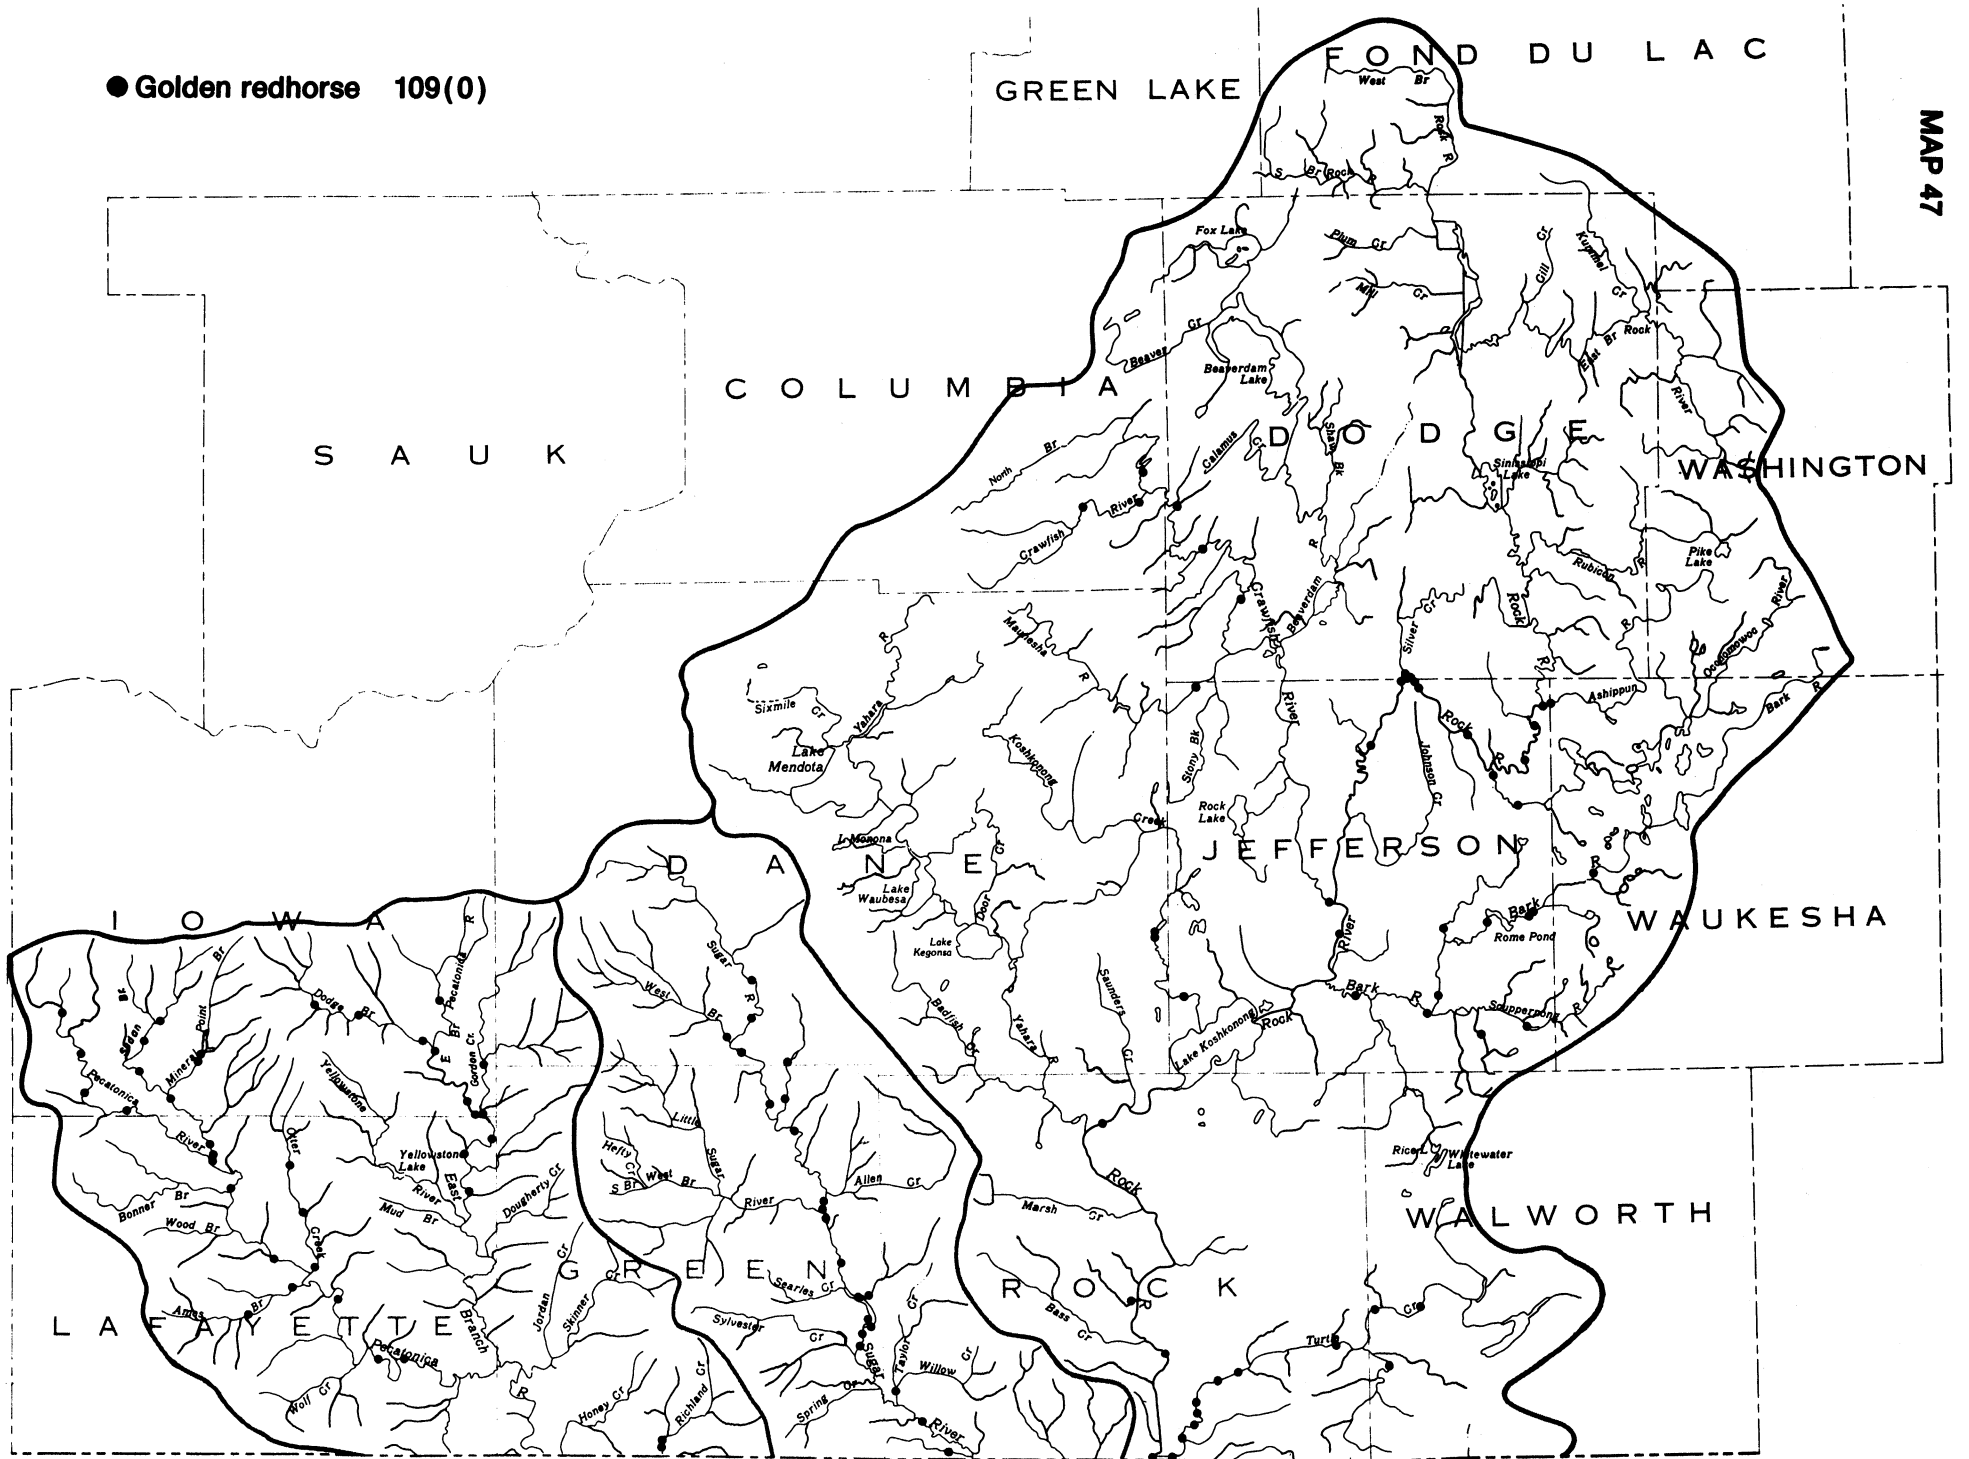 ● Golden redhorse 109(0)
MAP 47
FOND DU LAC
GREEN LAKE
West Br
Rock R
S Br Rock R
Fox Lake
Plum Cr
Mill Cr
Gill Cr
Kummel Cr
East Br Rock
River
Beaver Cr
Beaverdam
Lake
COLUMBIA
SAUK
DODGE
WASHINGTON
North Br
Calamus Cr
Shaw Bk
Sinissippi
Lake
Crawfish River
R
Rubicon R
Pike
Lake
Crawfish
Beaverdam
Silver Cr
Rock
R
River
Oconomowoc
Maunesha
R
R
Yahara
Sixmile Cr
Lake
Mendota
Koshkonong
Stony Bk
River
Rock
R
Johnson Cr
Ashippun
R
Bark R
Rock
Lake
Creek
JEFFERSON
L Monona
DANE
Lake
Waubesa
Door Cr
Lake
Kegonsa
R
Bark
Rome Pond
WAUKESHA
River
IOWA
R
Pecatonica
Br
E
Gordon Cr
Sugar
R
West Br
Dodge Br
Br
Mineral Point
Br
Pecatonica
River
Yellowstone
Badfish Cr
Yahara R
Saunders Cr
Lake Koshkonong
Rock
Bark R
Scuppernong R
Otter
Creek
Yellowstone
Lake
River
East
Branch
Dougherty Cr
Mud Br
Bonner Br
Wood Br
Ames Br
Little
Sugar
River
Hefty Cr
S Br West Br
Allen Cr
Rock
R
Marsh Cr
Rice L
Whitewater
Lake
WALWORTH
GREEN
ROCK
LAFAYETTE
Jordan Cr
Skinner Cr
Searles Cr
Sylvester Cr
Sugar
Taylor Cr
Willow Cr
Bass Cr
Turtle Cr
Pecatonica
R
Wolf Cr
Honey Cr
Richland Cr
Spring Cr
River